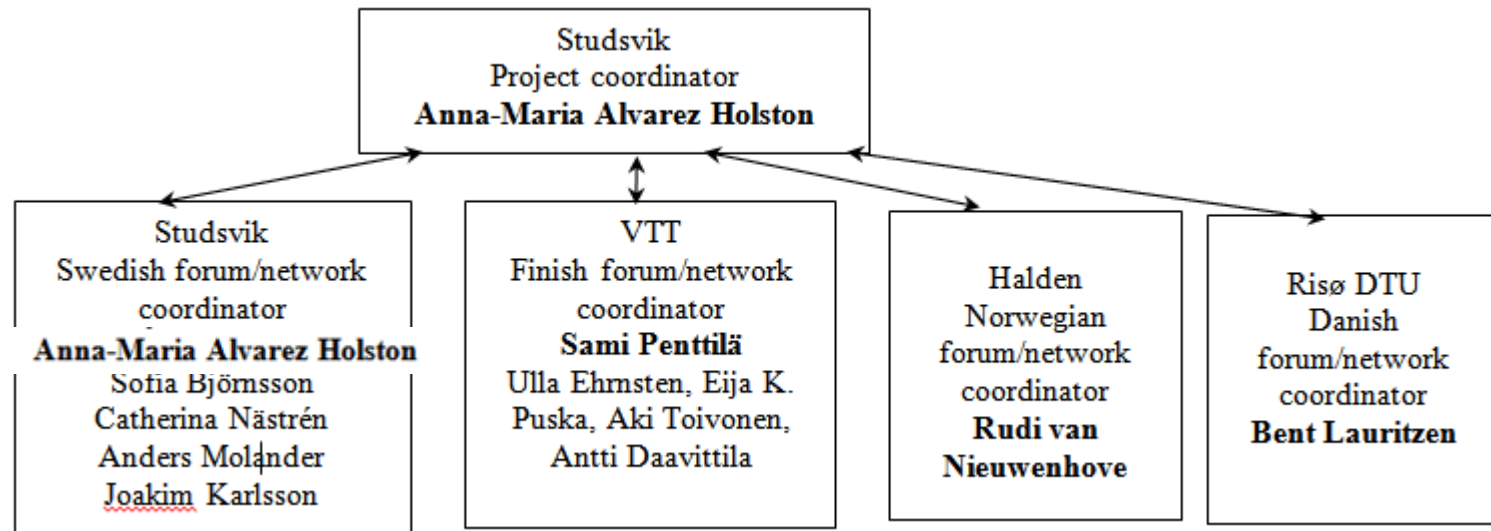 Studsvik
Project coordinator
Anna-Maria Alvarez Holston
Studsvik
Swedish forum/network
coordinator
Anna-Maria Alvarez Holston
Sofia Björnsson
Catherina Nästrén
Anders Molander
Joakim Karlsson
VTT
Finish forum/network
coordinator
Sami Penttilä
Ulla Ehrnsten, Eija K.
Puska, Aki Toivonen,
Antti Daavittila
Halden
Norwegian
forum/network
coordinator
Rudi van
Nieuwenhove
Risø DTU
Danish
forum/network
coordinator
Bent Lauritzen